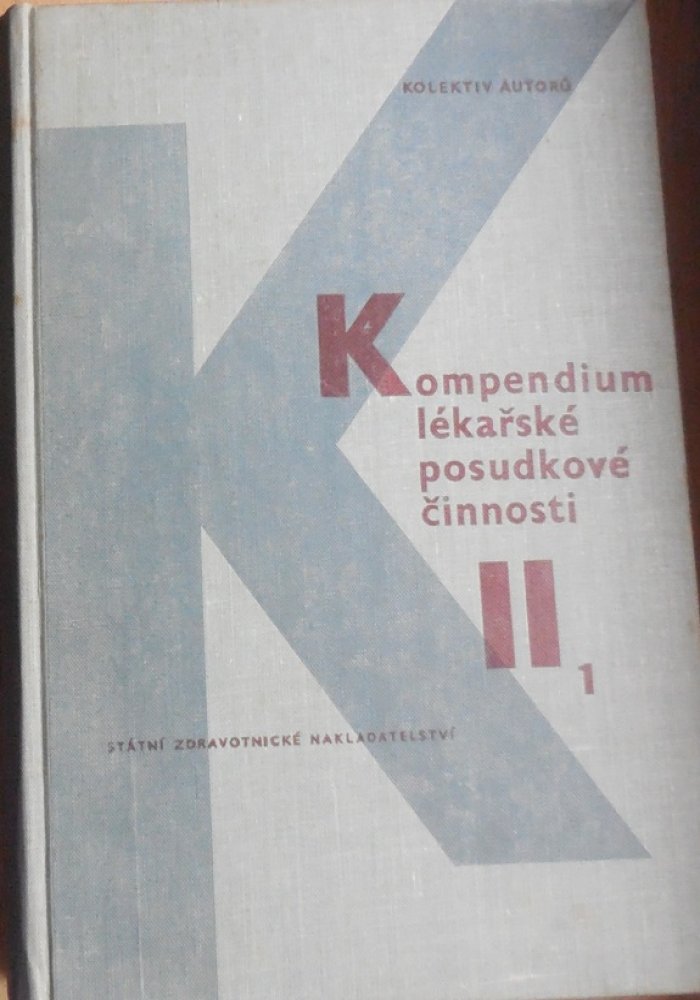 KOLEKTIV AUTORŮ
Kompendium
lékařské
posudkové
činnosti
II 1
STÁTNÍ ZDRAVOTNICKÉ NAKLADATELSTVÍ